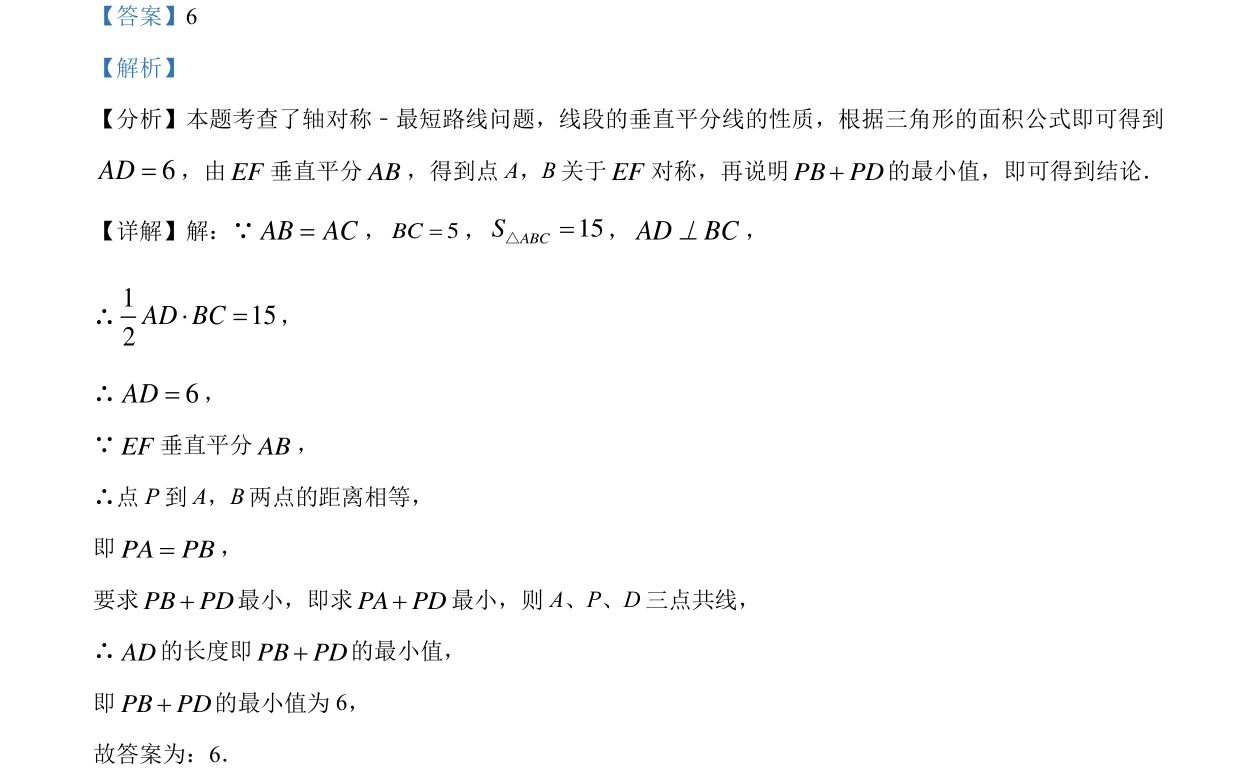 【答案】6
【解析】
【分析】本题考查了轴对称﹣最短路线问题，线段的垂直平分线的性质，根据三角形的面积公式即可得到
AD = 6，由 EF 垂直平分 AB，得到点 A，B 关于 EF 对称，再说明 PB + PD 的最小值，即可得到结论．
【详解】解：∵ AB = AC，BC = 5，S△ABC = 15，AD ⊥ BC，
∴ 1/2 AD · BC = 15，
∴ AD = 6，
∵ EF 垂直平分 AB，
∴点 P 到 A，B 两点的距离相等，
即 PA = PB，
要求 PB + PD 最小，即求 PA + PD 最小，则 A、P、D 三点共线，
∴ AD 的长度即 PB + PD 的最小值，
即 PB + PD 的最小值为 6，
故答案为：6．